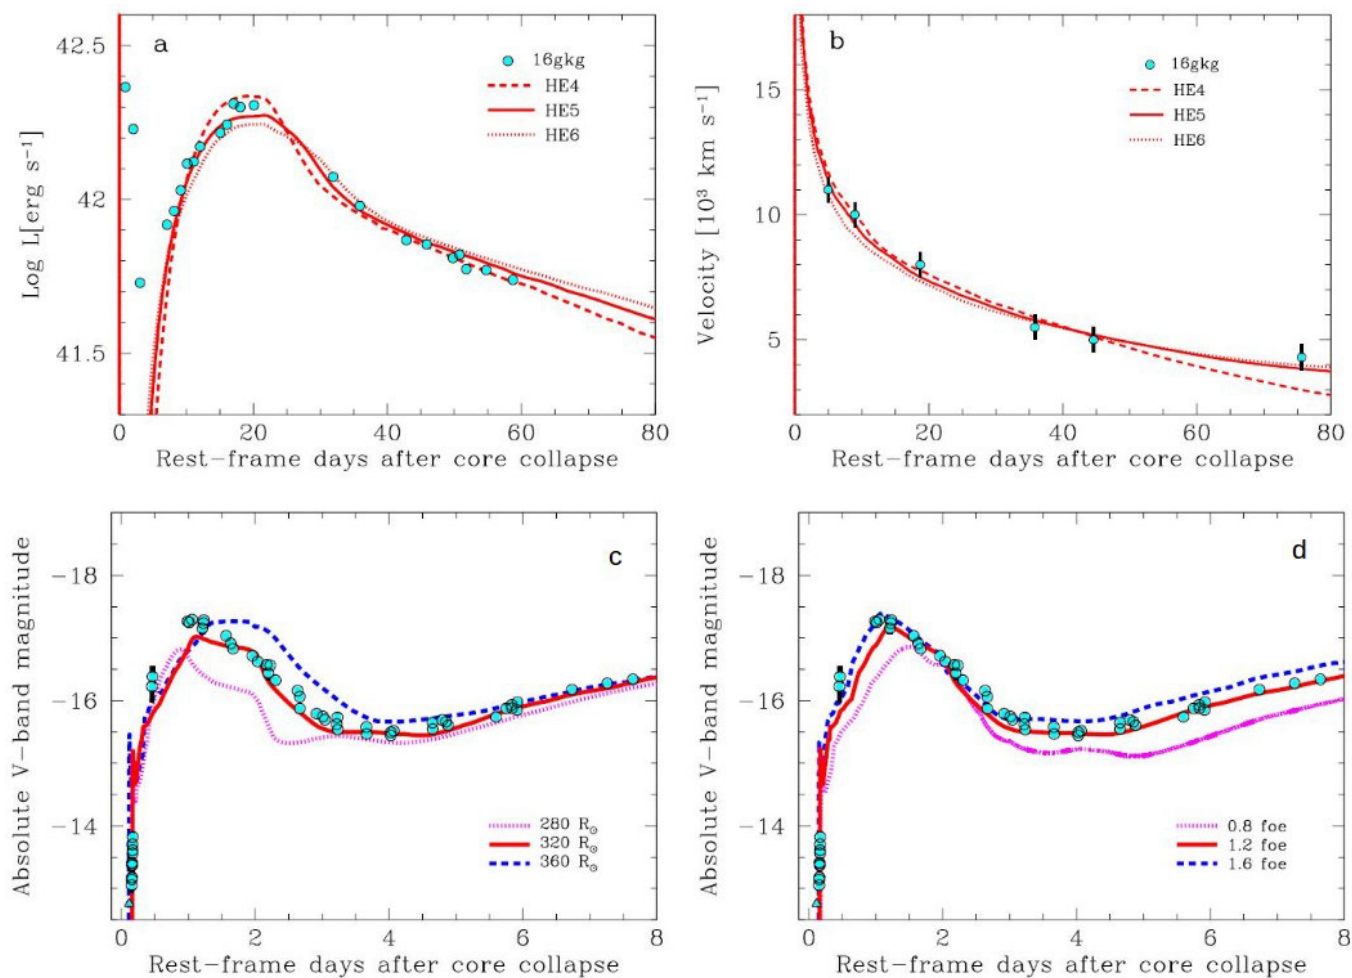 a
16gkg
HE4
HE5
HE6
42.5
42
41.5
Log L[erg s⁻¹]
0 20 40 60 80
Rest-frame days after core collapse
b
16gkg
HE4
HE5
HE6
15
10
5
Velocity [10³ km s⁻¹]
0 20 40 60 80
Rest-frame days after core collapse
c
-18
-16
-14
Absolute V-band magnitude
280 R☉
320 R☉
360 R☉
0 2 4 6 8
Rest-frame days after core collapse
d
-18
-16
-14
Absolute V-band magnitude
0.8 foe
1.2 foe
1.6 foe
0 2 4 6 8
Rest-frame days after core collapse